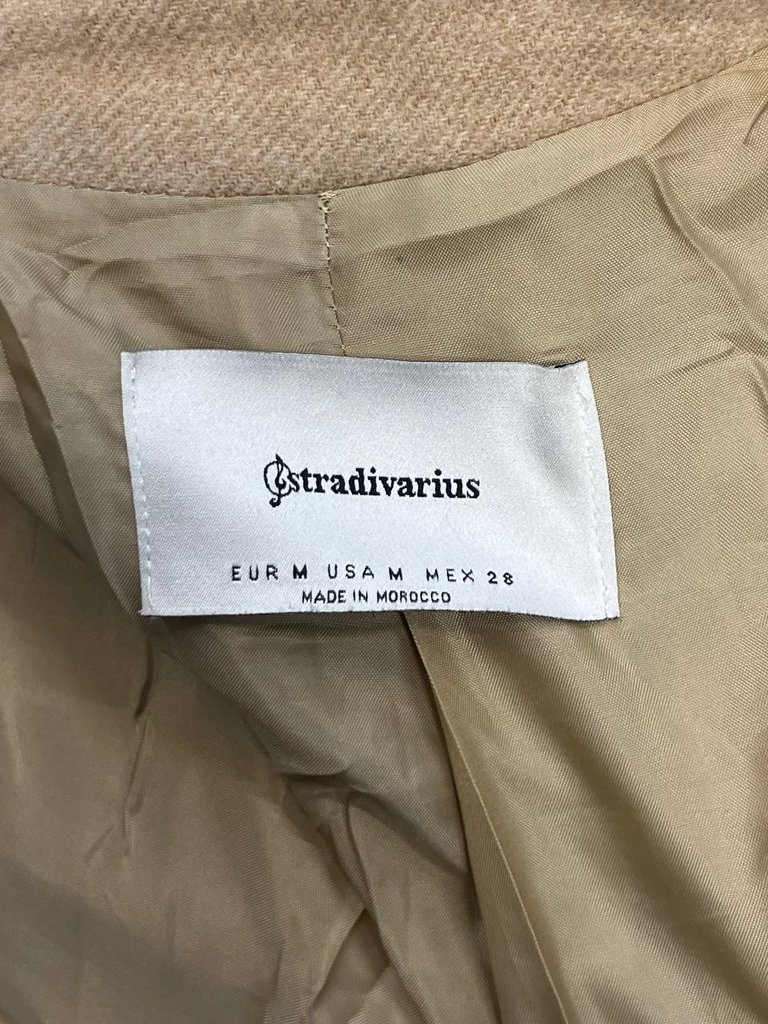 stradivarius
EUR M USA M MEX 28
MADE IN MOROCCO